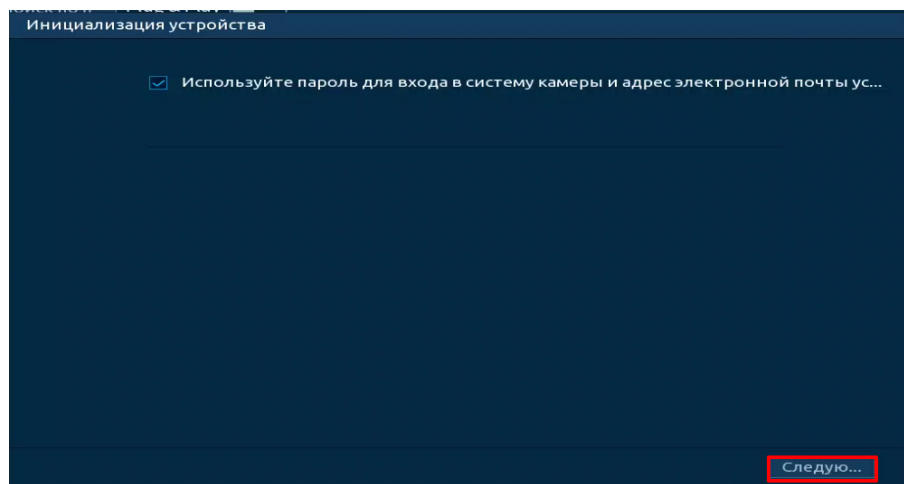 Инициализация устройства
Используйте пароль для входа в систему камеры и адрес электронной почты ус...
Следую...